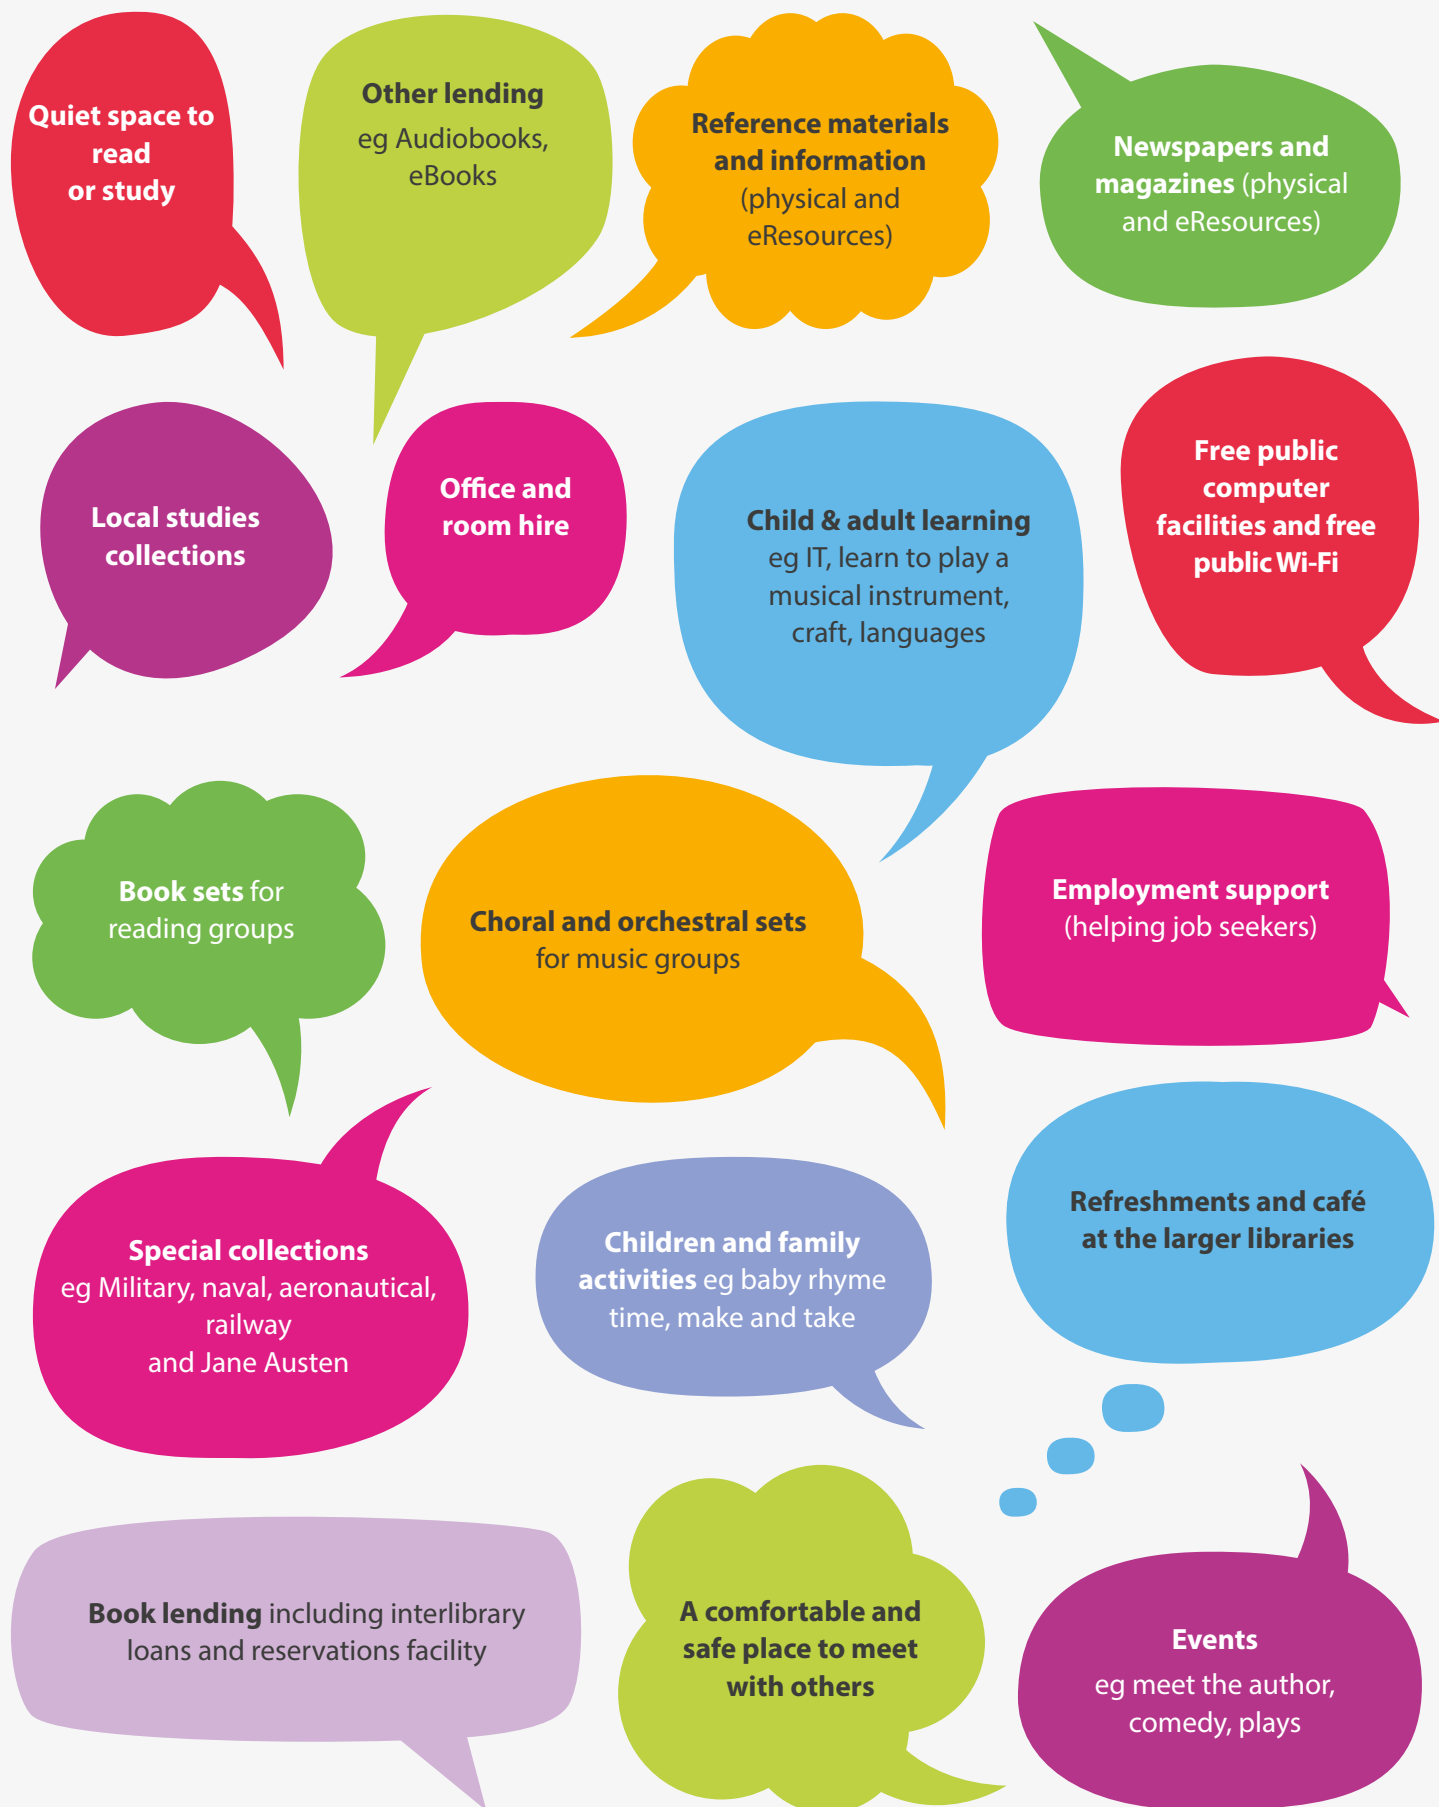 Quiet space to
read
or study
Other lending
eg Audiobooks,
eBooks
Reference materials
and information
(physical and
eResources)
Newspapers and
magazines (physical
and eResources)
Local studies
collections
Office and
room hire
Child & adult learning
eg IT, learn to play a
musical instrument,
craft, languages
Free public
computer
facilities and free
public Wi-Fi
Book sets for
reading groups
Choral and orchestral sets
for music groups
Employment support
(helping job seekers)
Special collections
eg Military, naval, aeronautical,
railway
and Jane Austen
Children and family
activities eg baby rhyme
time, make and take
Refreshments and café
at the larger libraries
Book lending including interlibrary
loans and reservations facility
A comfortable and
safe place to meet
with others
Events
eg meet the author,
comedy, plays